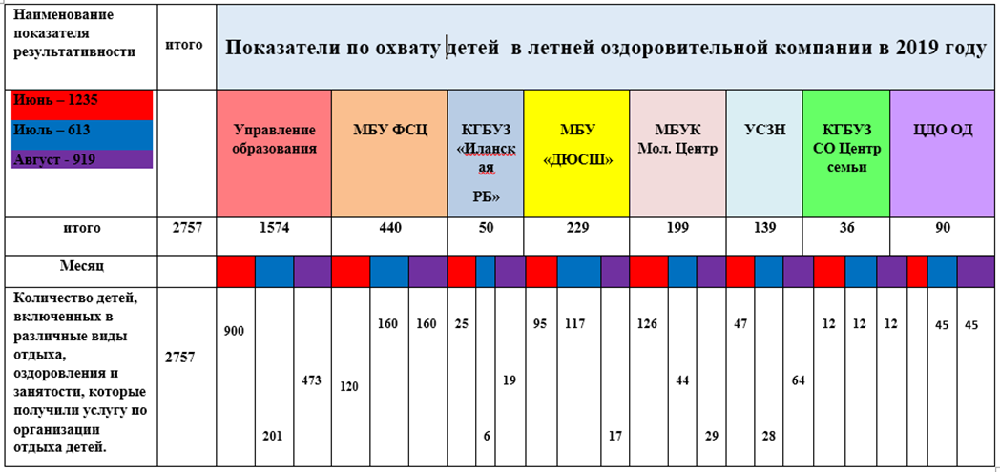 Наименование
показателя
результативности
итого
Показатели по охвату детей в летней оздоровительной компании в 2019 году
Июнь – 1235
Июль – 613
Август - 919
Управление
образования
МБУ ФСЦ
КГБУЗ
«Иланск
ая
РБ»
МБУ
«ДЮСШ»
МБУК
Мол. Центр
УСЗН
КГБУЗ
СО Центр
семьи
ЦДО ОД
итого 2757 1574 440 50 229 199 139 36 90
Месяц
Количество детей,
включенных в
различные виды
отдыха,
оздоровления и
занятости, которые
получили услугу по
организации
отдыха детей.
2757
900 201 473
120 160 160
25 6 19
95 117 17
126 44 29
47 28 64
12 12 12
45 45